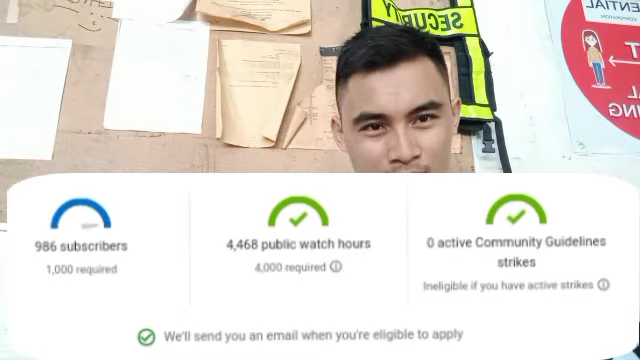 SECURITY
ENTIAL
986 subscribers
1,000 required
4,468 public watch hours
4,000 required
0 active Community Guidelines
strikes
Ineligible if you have active strikes
We'll send you an email when you're eligible to apply